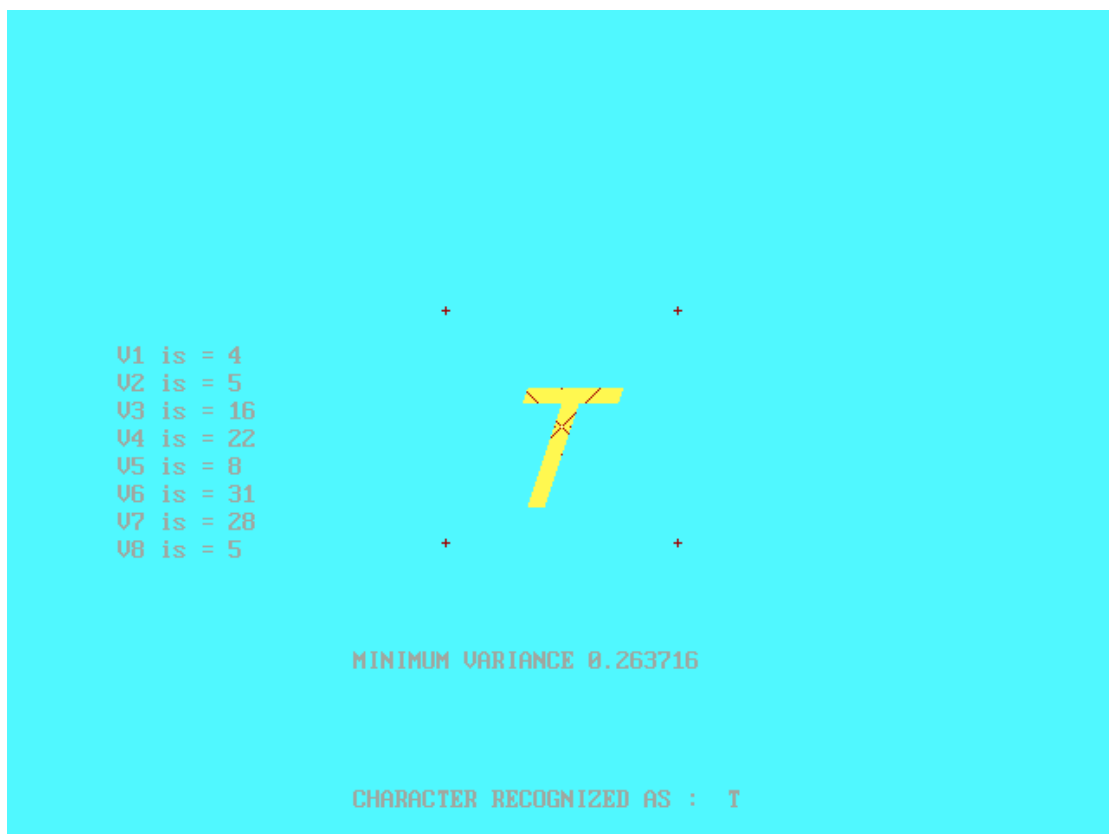 V1 is = 4
V2 is = 5
V3 is = 16
V4 is = 22
V5 is = 8
V6 is = 31
V7 is = 28
V8 is = 5
T
MINIMUM VARIANCE 0.263716
CHARACTER RECOGNIZED AS :  T